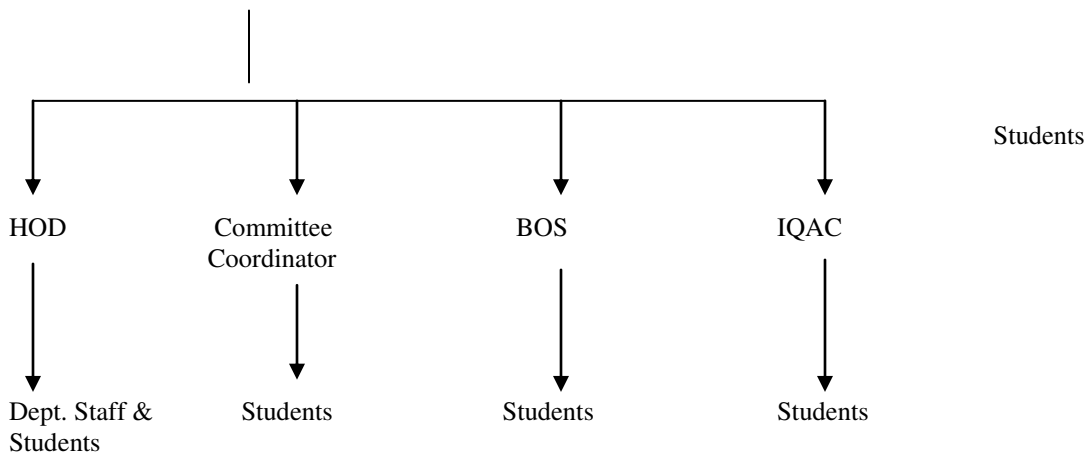 Students
HOD
Committee
Coordinator
BOS
IQAC
Dept. Staff &
Students
Students
Students
Students